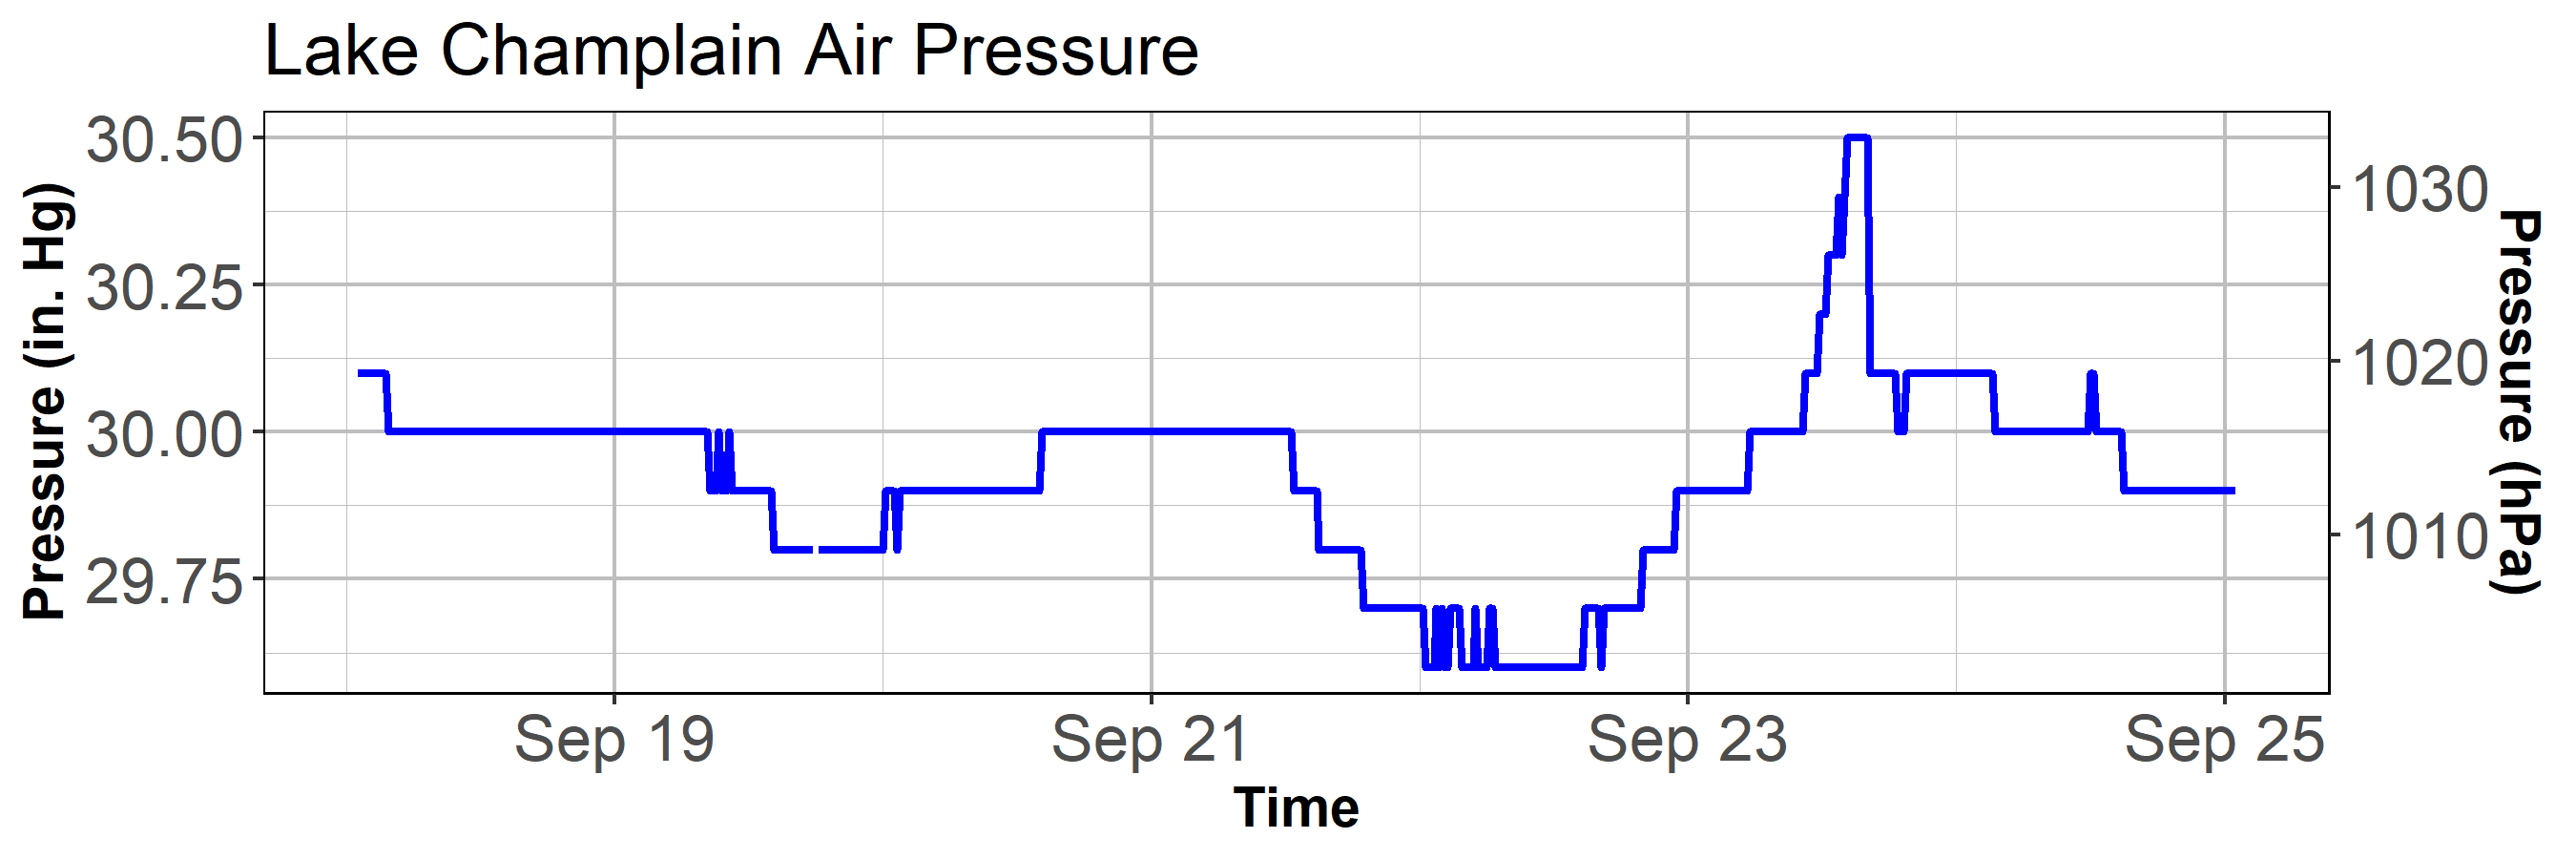 Lake Champlain Air Pressure
30.50
30.25
30.00
29.75
Pressure (in. Hg)
1030
1020
1010
Pressure (hPa)
Sep 19
Sep 21
Sep 23
Sep 25
Time